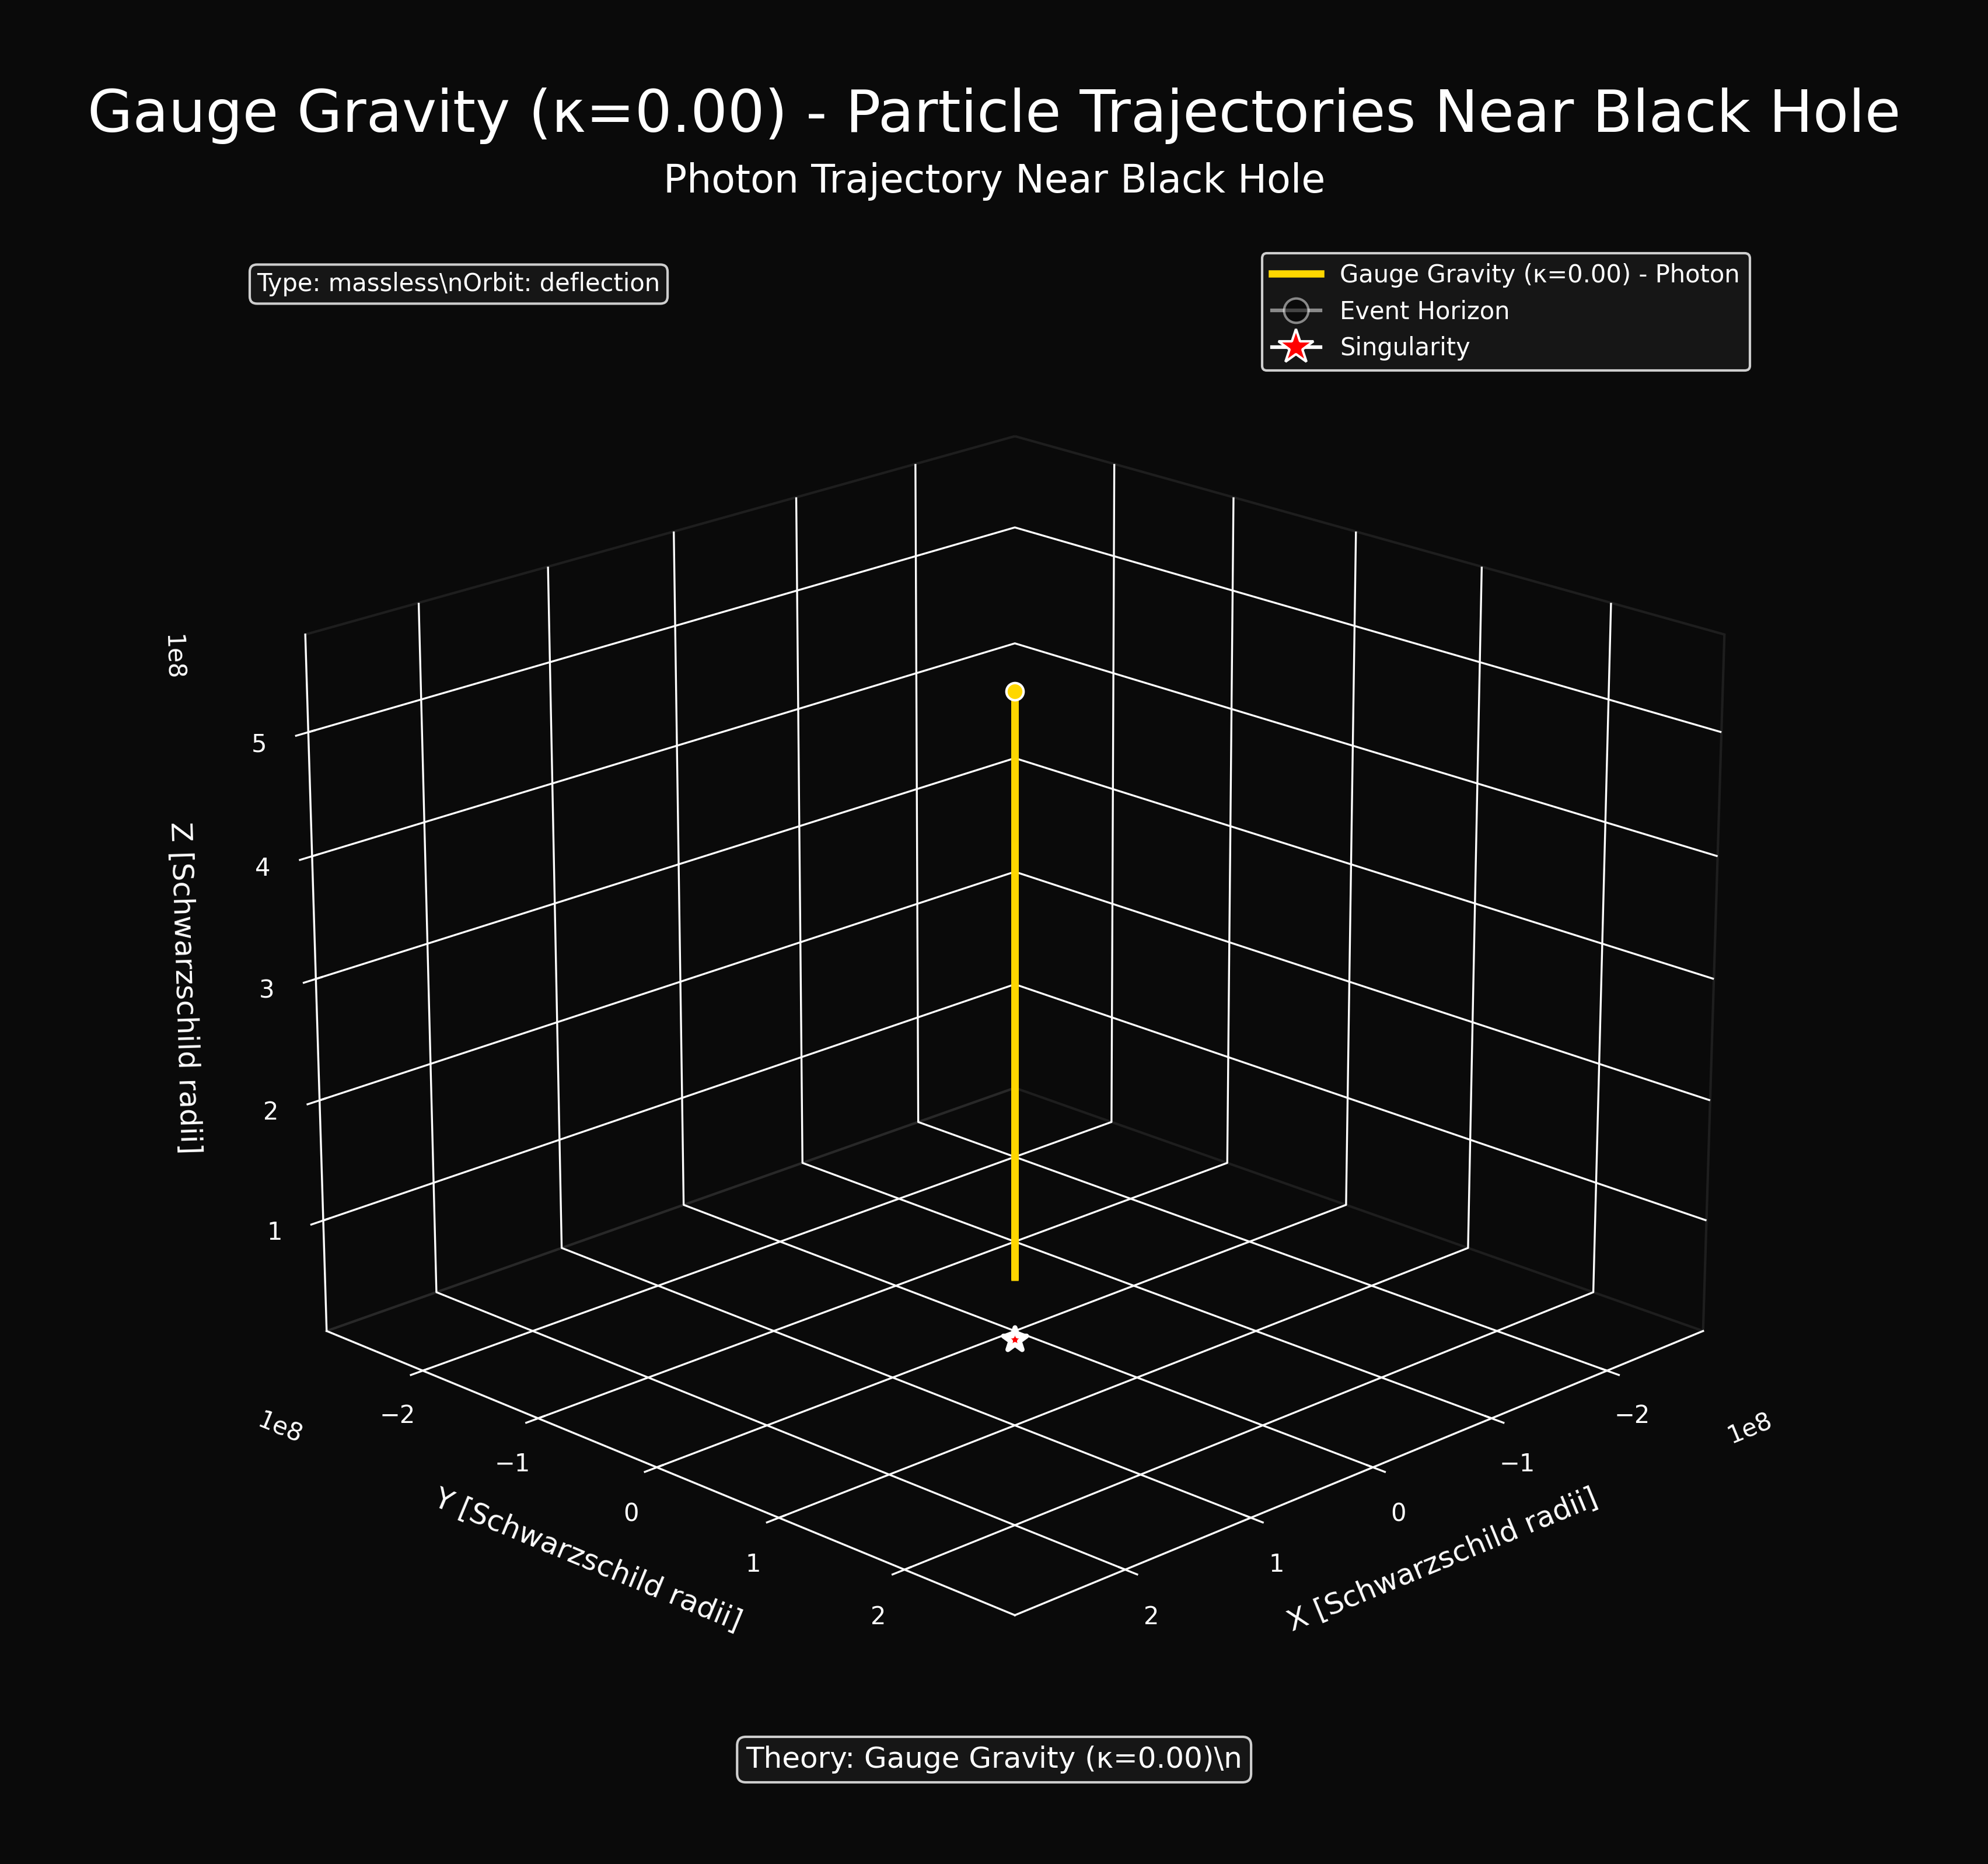 Gauge Gravity (κ=0.00) - Particle Trajectories Near Black Hole
Photon Trajectory Near Black Hole
Type: massless\nOrbit: deflection
Gauge Gravity (κ=0.00) - Photon
Event Horizon
Singularity
1e8
5
4
3
2
1
Z [Schwarzschild radii]
1e8
−2
−1
0
1
2
Y [Schwarzschild radii]
1e8
−2
−1
0
1
2
X [Schwarzschild radii]
Theory: Gauge Gravity (κ=0.00)\n